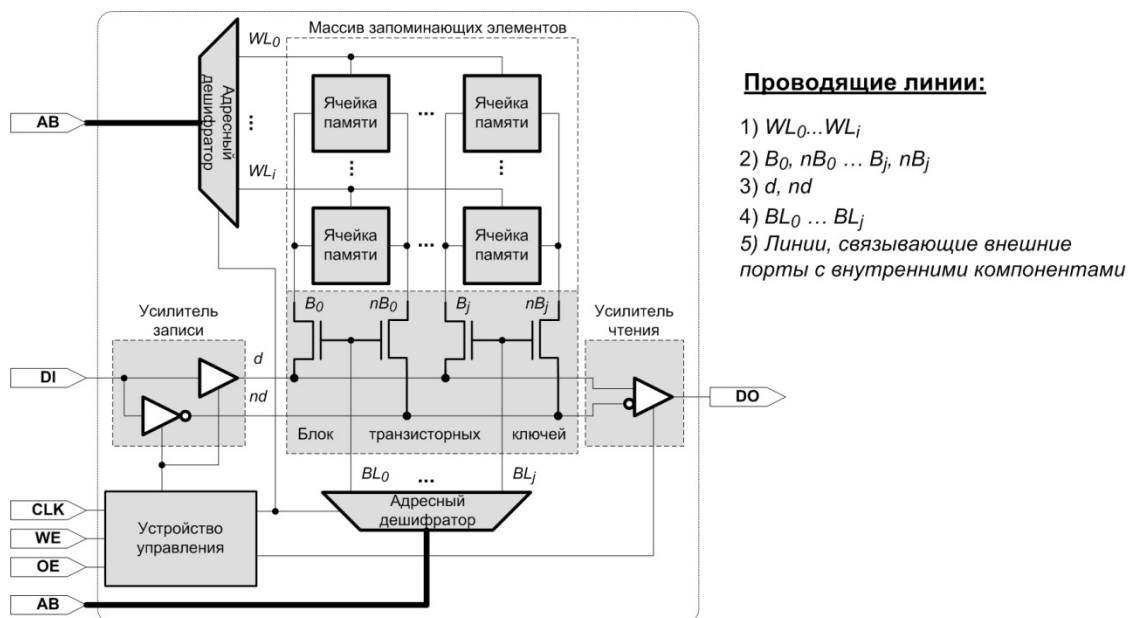 Массив запоминающих элементов
WL0
AB
Адресный
дешифратор
...
Ячейка
памяти
...
Ячейка
памяти
...
...
WLi
Ячейка
памяти
...
Ячейка
памяти
Усилитель
записи
B0
nB0
Bj
nBj
Усилитель
чтения
DI
d
nd
DO
Блок транзисторных ключей
BL0
...
BLj
CLK
WE
OE
AB
Устройство
управления
Адресный
дешифратор
Проводящие линии:
1) WL0...WLi
2) B0, nB0 ... Bj, nBj
3) d, nd
4) BL0 ... BLj
5) Линии, связывающие внешние
порты с внутренними компонентами